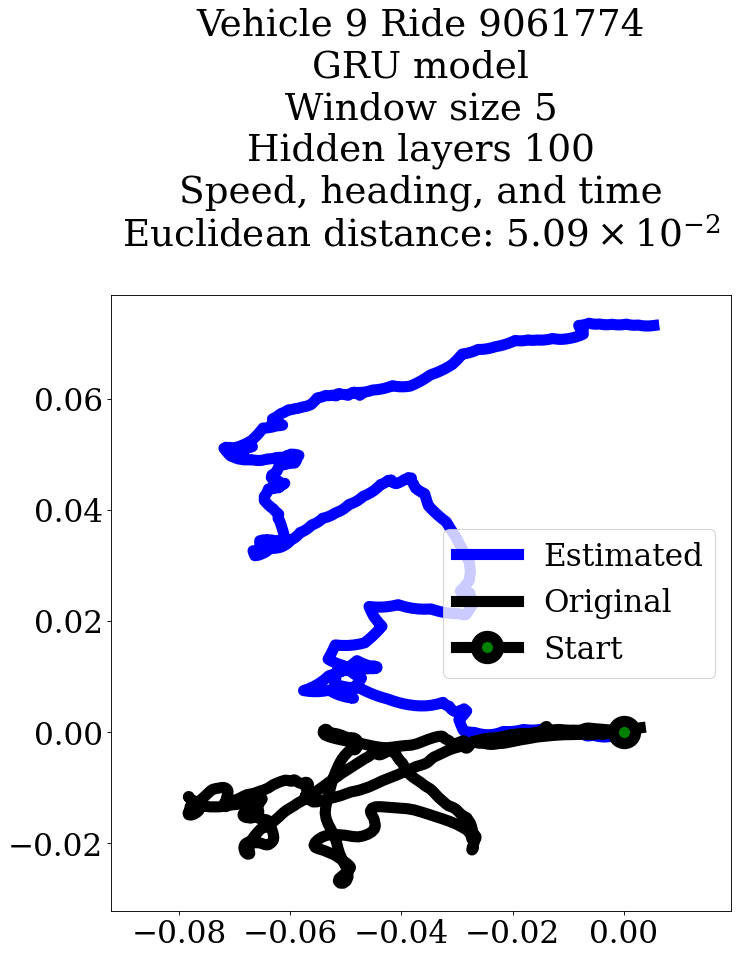 Vehicle 9 Ride 9061774
GRU model
Window size 5
Hidden layers 100
Speed, heading, and time
Euclidean distance: 5.09 × 10⁻²
0.06
0.04
0.02
0.00
−0.02
Estimated
Original
Start
−0.08 −0.06 −0.04 −0.02 0.00